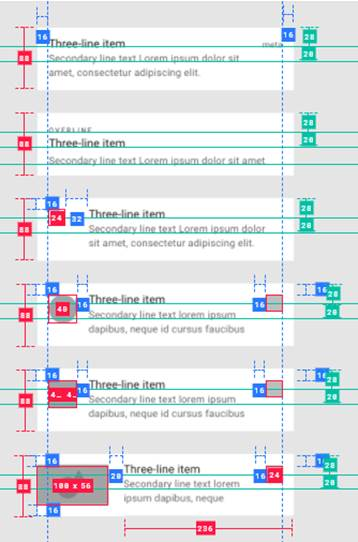 16 16 28
Three-line item meta
88 Secondary line text Lorem ipsum dolor sit 28
amet, consectetur adipiscing elit.
28
OVERLINE
88 Three-line item 28
Secondary line text Lorem ipsum dolor sit amet
16
24 32 Three-line item 28
88 Secondary line text Lorem ipsum dolor 28
sit amet, consectetur adipiscing elit.
16 16
Three-line item 28
40 16 16 28
88 Secondary line text lorem ipsum
dapibus, neque id cursus faucibus
16 16
Three-line item 28
4… 4… 16 16 28
88 Secondary line text lorem ipsum
dapibus, neque id cursus faucibus
16 16
Three-line item 28
20 16 24
88 100 x 56 Secondary line text lorem 28
ipsum dapibus, neque
16
236